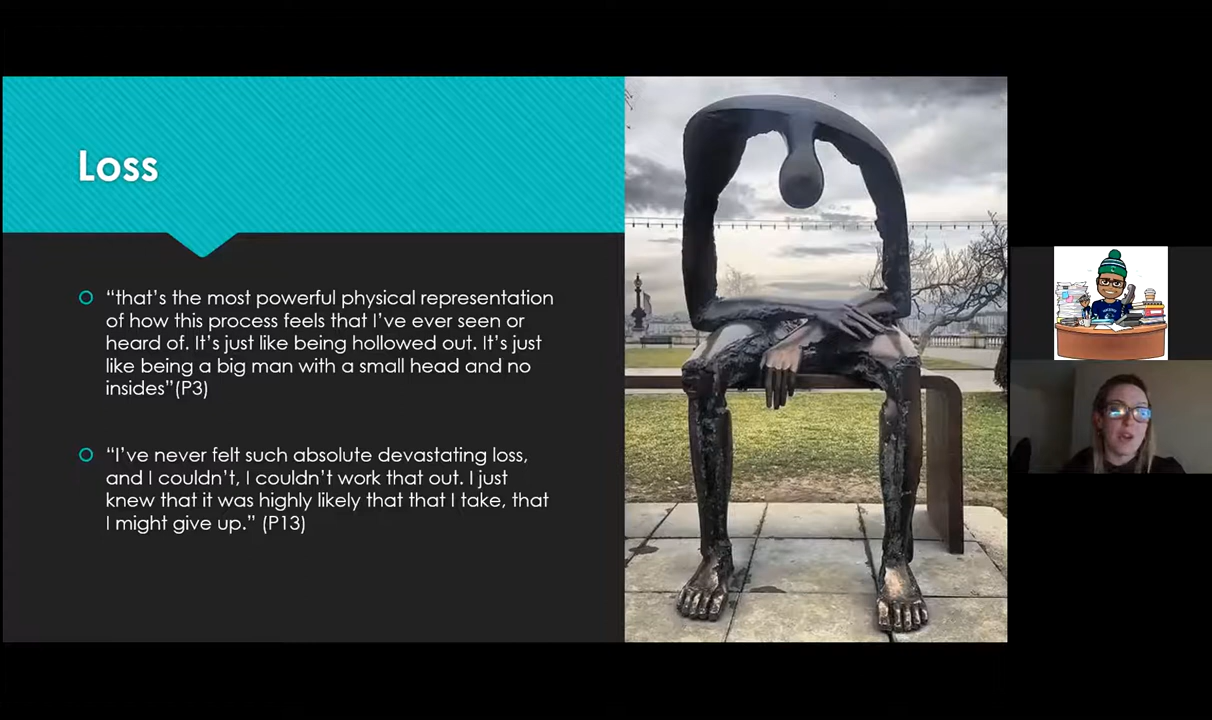 Loss
“that’s the most powerful physical representation
of how this process feels that I’ve ever seen or
heard of. It’s just like being hollowed out. It’s just
like being a big man with a small head and no
insides”(P3)
“I’ve never felt such absolute devastating loss,
and I couldn’t, I couldn’t work that out. I just
knew that it was highly likely that that I take, that
I might give up.” (P13)